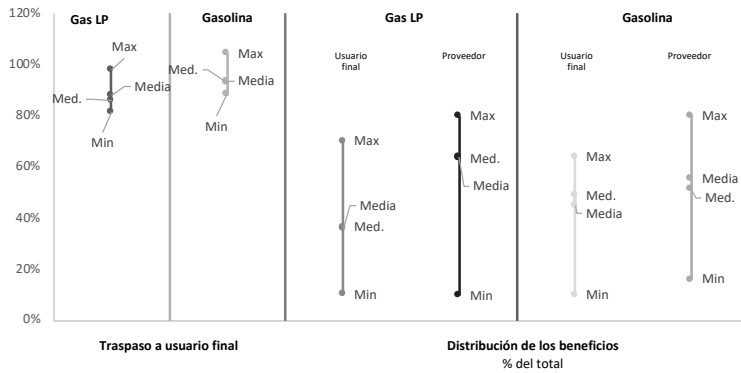 120%
100%
80%
60%
40%
20%
0%
Gas LP
Max
Media
Med.
Min
Gasolina
Max
Med.
Media
Min
Gas LP
Usuario
final
Max
Media
Med.
Min
Proveedor
Max
Med.
Media
Min
Gasolina
Usuario
final
Max
Med.
Media
Min
Proveedor
Max
Media
Med.
Min
Traspaso a usuario final
Distribución de los beneficios
% del total